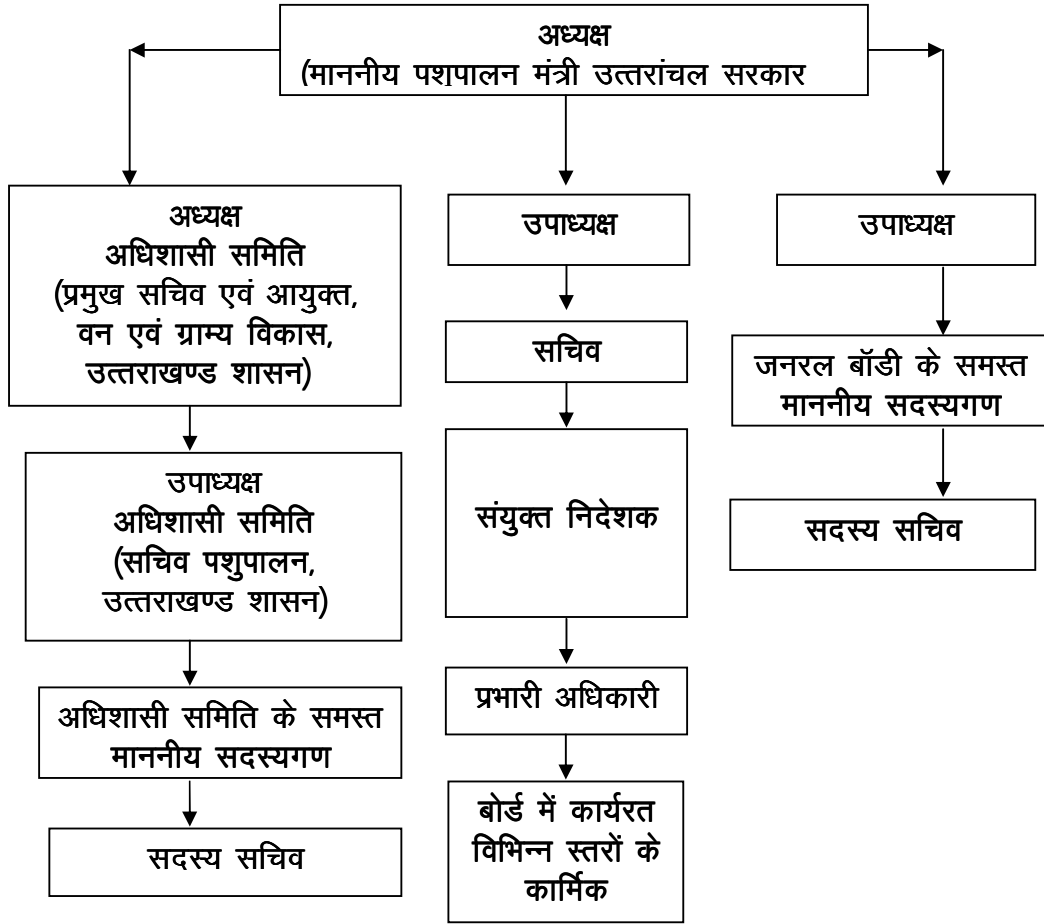 अध्यक्ष
(माननीय पशुपालन मंत्री उत्तरांचल सरकार
अध्यक्ष
अधिशासी समिति
(प्रमुख सचिव एवं आयुक्त,
वन एवं ग्राम्य विकास,
उत्तराखण्ड शासन)
उपाध्यक्ष
अधिशासी समिति
(सचिव पशुपालन,
उत्तराखण्ड शासन)
अधिशासी समिति के समस्त
माननीय सदस्यगण
सदस्य सचिव
उपाध्यक्ष
सचिव
संयुक्त निदेशक
प्रभारी अधिकारी
बोर्ड में कार्यरत
विभिन्न स्तरों के
कार्मिक
उपाध्यक्ष
जनरल बॉडी के समस्त
माननीय सदस्यगण
सदस्य सचिव